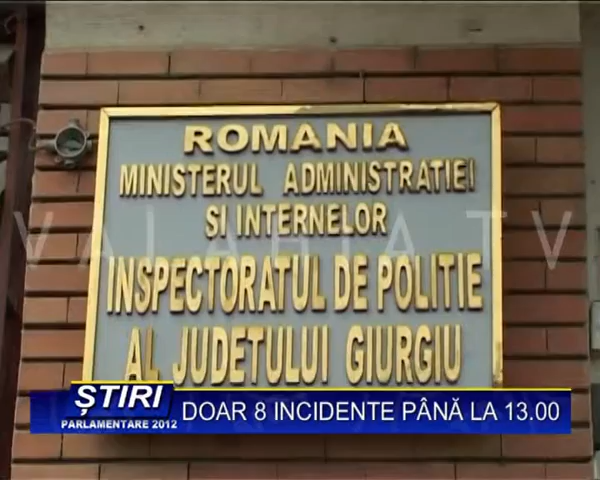 ROMANIA
MINISTERUL ADMINISTRATIEI
SI INTERNELOR
VALAHIA TV
INSPECTORATUL DE POLITIE
AL JUDETULUI GIURGIU
ȘTIRI
PARLAMENTARE 2012
DOAR 8 INCIDENTE PÂNĂ LA 13.00